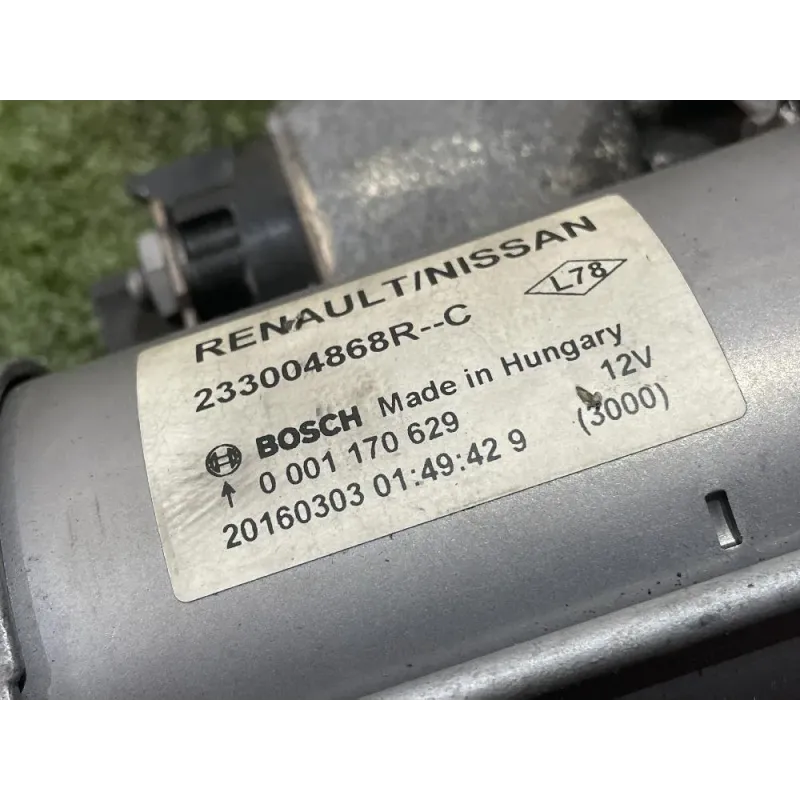 RENAULT/NISSAN
L78
233004868R--C
BOSCH Made in Hungary
0 001 170 629 12V
20160303 01:49:42 9 (3000)